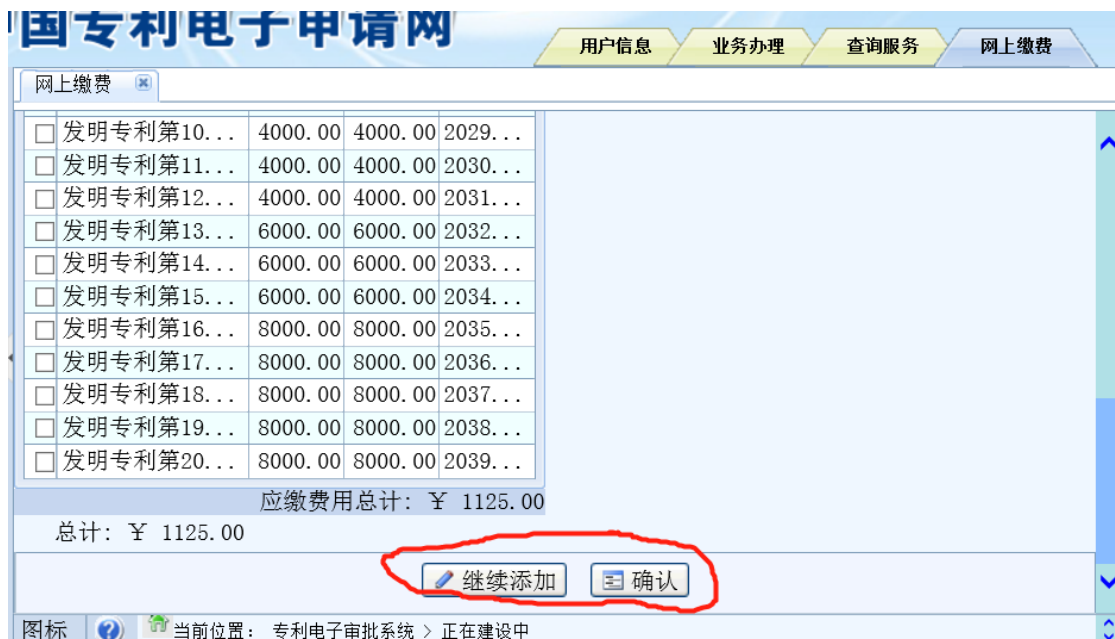 中国专利电子申请网
用户信息 业务办理 查询服务 网上缴费
网上缴费
发明专利第10... 4000.00 4000.00 2029...
发明专利第11... 4000.00 4000.00 2030...
发明专利第12... 4000.00 4000.00 2031...
发明专利第13... 6000.00 6000.00 2032...
发明专利第14... 6000.00 6000.00 2033...
发明专利第15... 6000.00 6000.00 2034...
发明专利第16... 8000.00 8000.00 2035...
发明专利第17... 8000.00 8000.00 2036...
发明专利第18... 8000.00 8000.00 2037...
发明专利第19... 8000.00 8000.00 2038...
发明专利第20... 8000.00 8000.00 2039...
应缴费用总计: ¥ 1125.00
总计: ¥ 1125.00
继续添加 确认
图标 当前位置: 专利电子审批系统 > 正在建设中